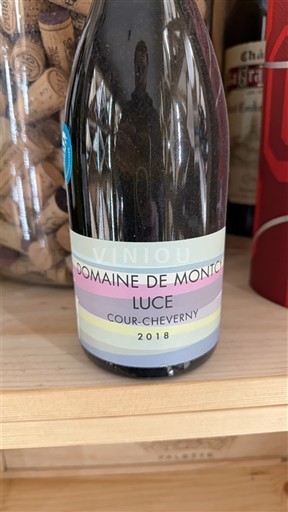 VINIOU
DOMAINE DE MONTC
LUCE
COUR-CHEVERNY
2018